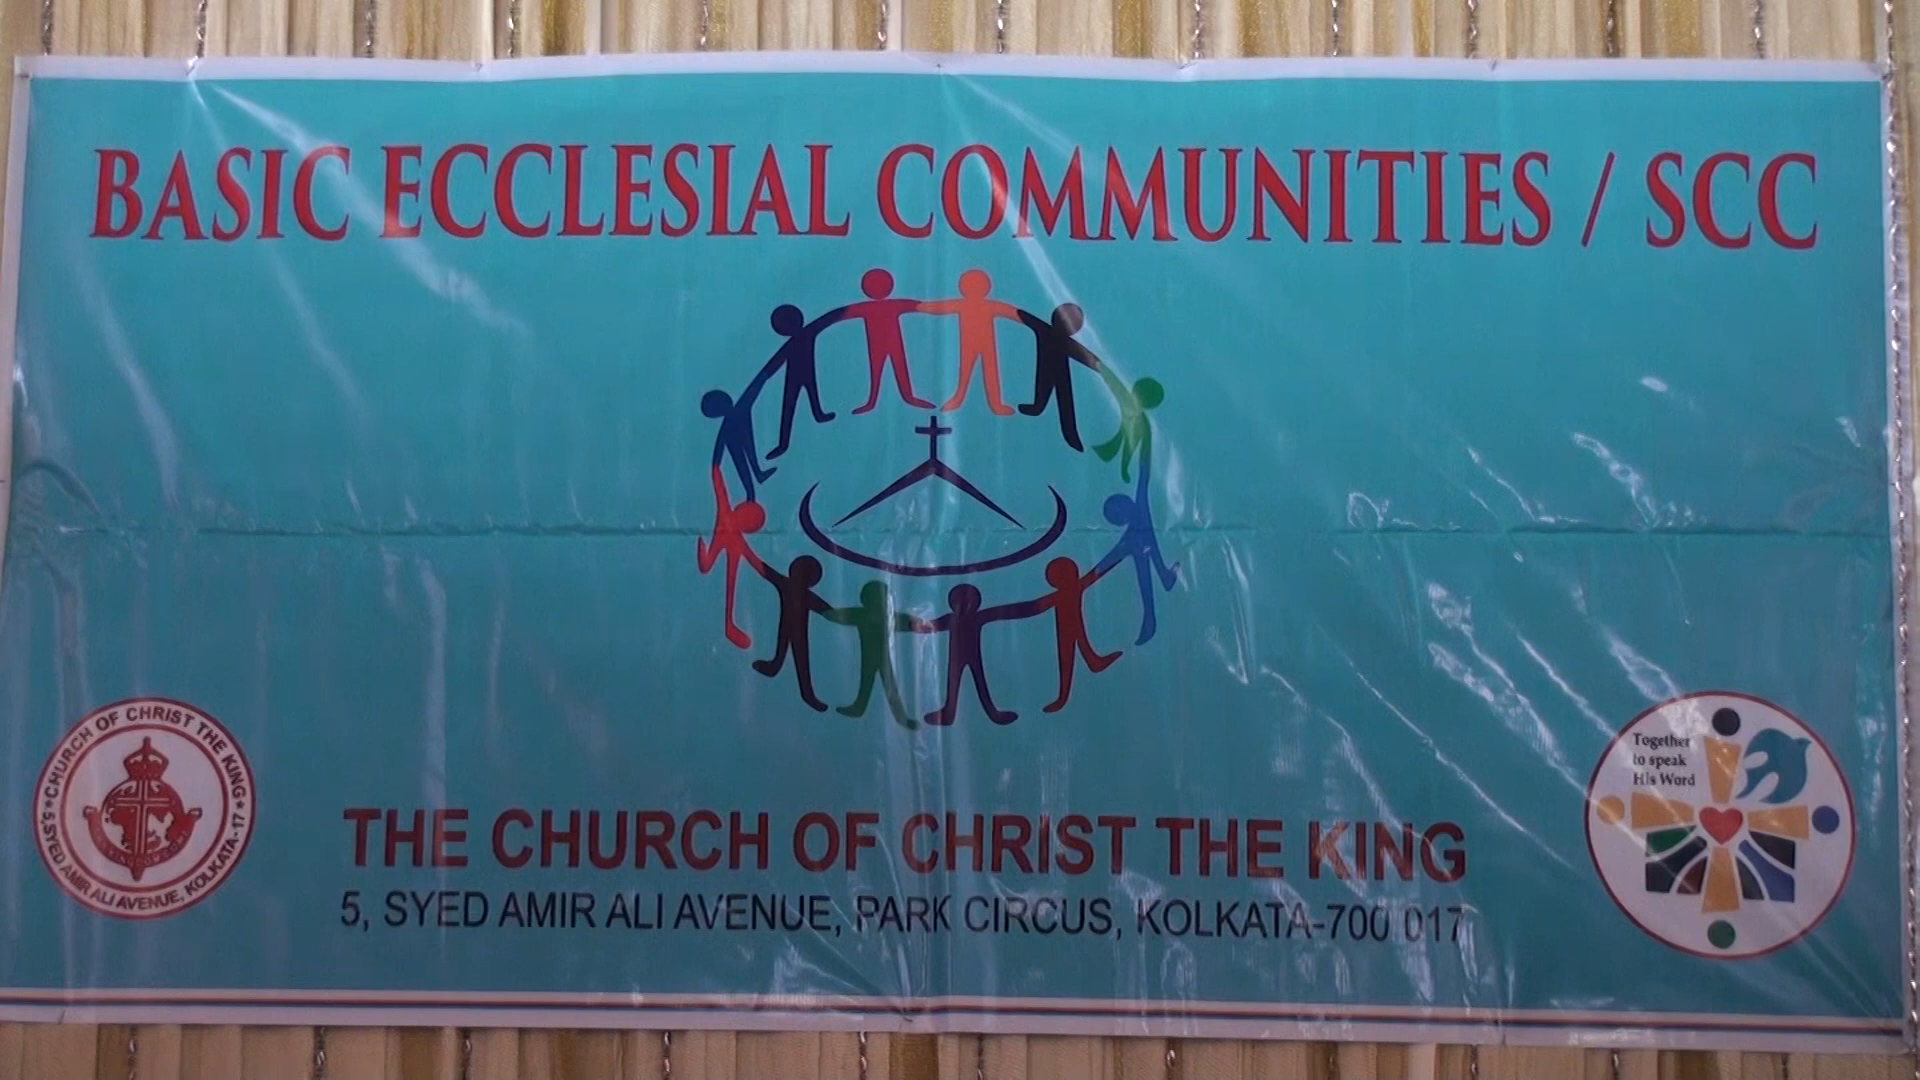 BASIC ECCLESIAL COMMUNITIES / SCC
Together
to speak
His Word
CHURCH OF CHRIST THE KING
5, SYED AMIR ALI AVENUE, KOLKATA-17
THE CHURCH OF CHRIST THE KING
5, SYED AMIR ALI AVENUE, PARK CIRCUS, KOLKATA-700 017